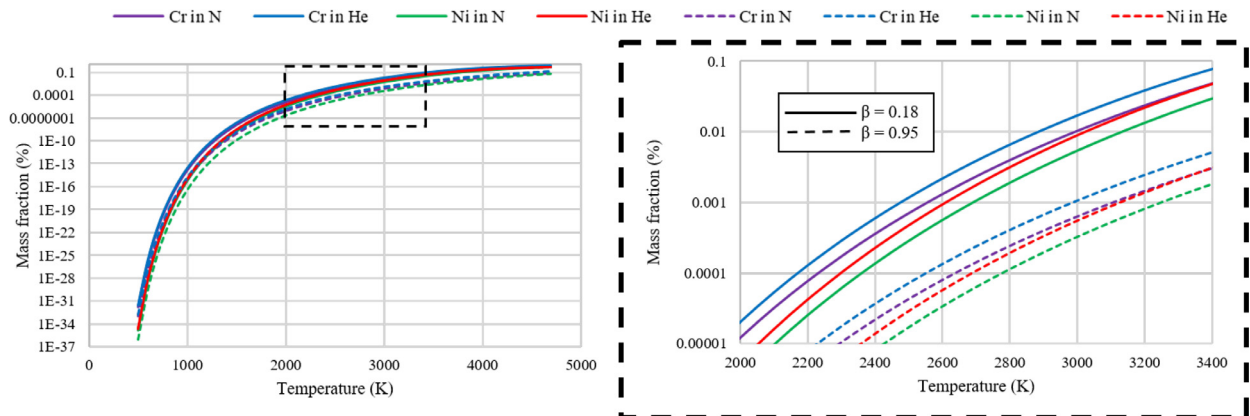 Cr in N Cr in He Ni in N Ni in He Cr in N Cr in He Ni in N Ni in He
Mass fraction (%)
0.1
0.0001
0.0000001
1E-10
1E-13
1E-16
1E-19
1E-22
1E-25
1E-28
1E-31
1E-34
1E-37
0 1000 2000 3000 4000 5000
Temperature (K)
Mass fraction (%)
0.1
0.01
0.001
0.0001
0.00001
β = 0.18
β = 0.95
2000 2200 2400 2600 2800 3000 3200 3400
Temperature (K)